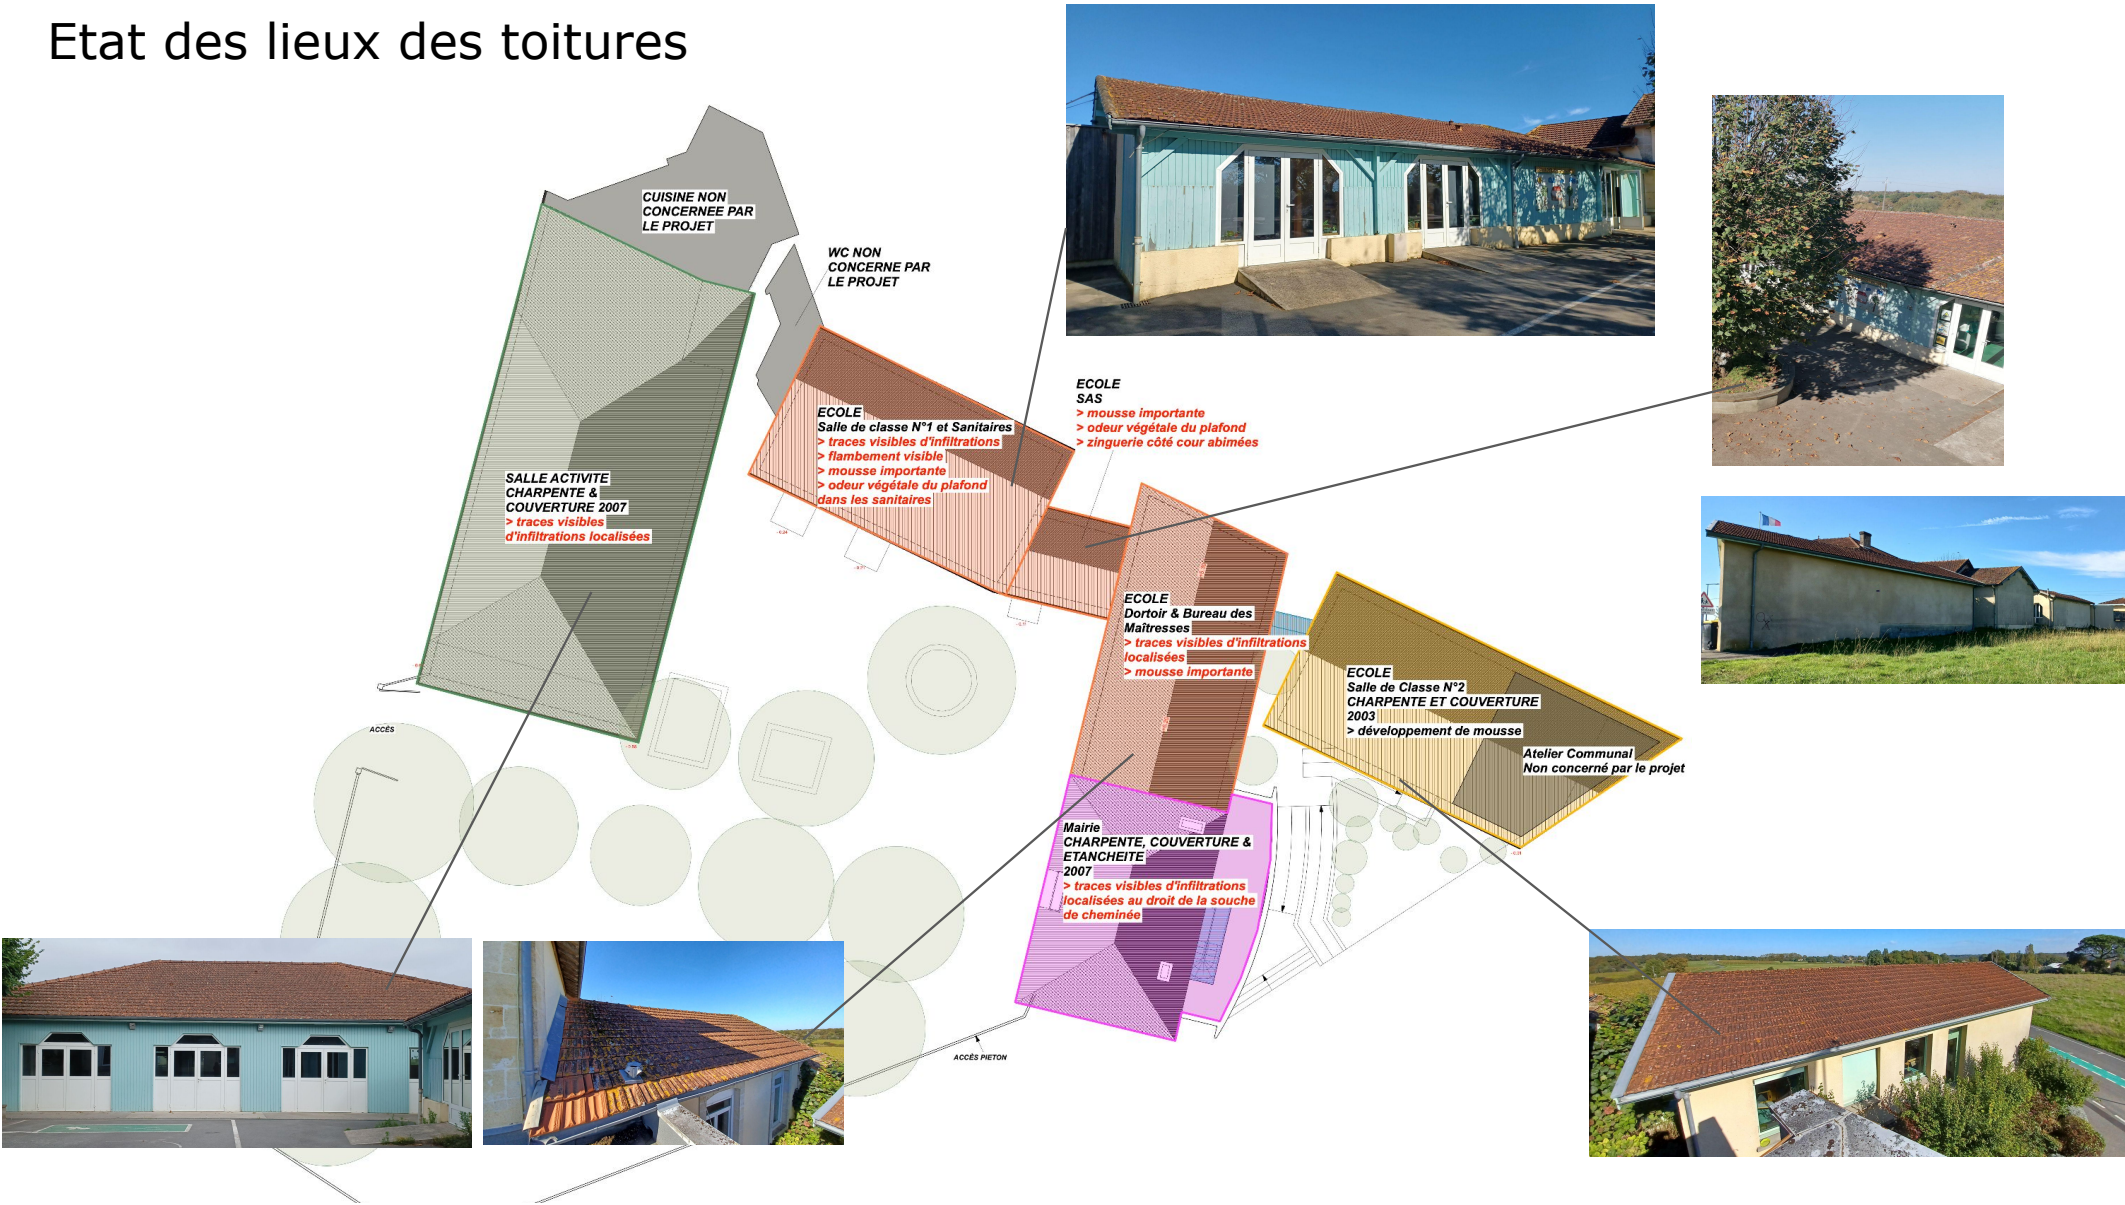 Etat des lieux des toitures
CUISINE NON
CONCERNEE PAR
LE PROJET
WC NON
CONCERNE PAR
LE PROJET
ECOLE
SAS
> mousse importante
> odeur végétale du plafond
> zinguerie côté cour abimées
ECOLE
Salle de classe N°1 et Sanitaires
> traces visibles d'infiltrations
> flambement visible
> mousse importante
> odeur végétale du plafond
dans les sanitaires
SALLE ACTIVITE
CHARPENTE &
COUVERTURE 2007
> traces visibles
d'infiltrations localisées
ECOLE
Dortoir & Bureau des
Maîtresses
> traces visibles d'infiltrations
localisées
> mousse importante
ECOLE
Salle de Classe N°2
CHARPENTE ET COUVERTURE
2003
> développement de mousse
Atelier Communal
Non concerné par le projet
ACCÈS
Mairie
CHARPENTE, COUVERTURE &
ETANCHEITE
2007
> traces visibles d'infiltrations
localisées au droit de la souche
de cheminée
ACCÈS PIETON